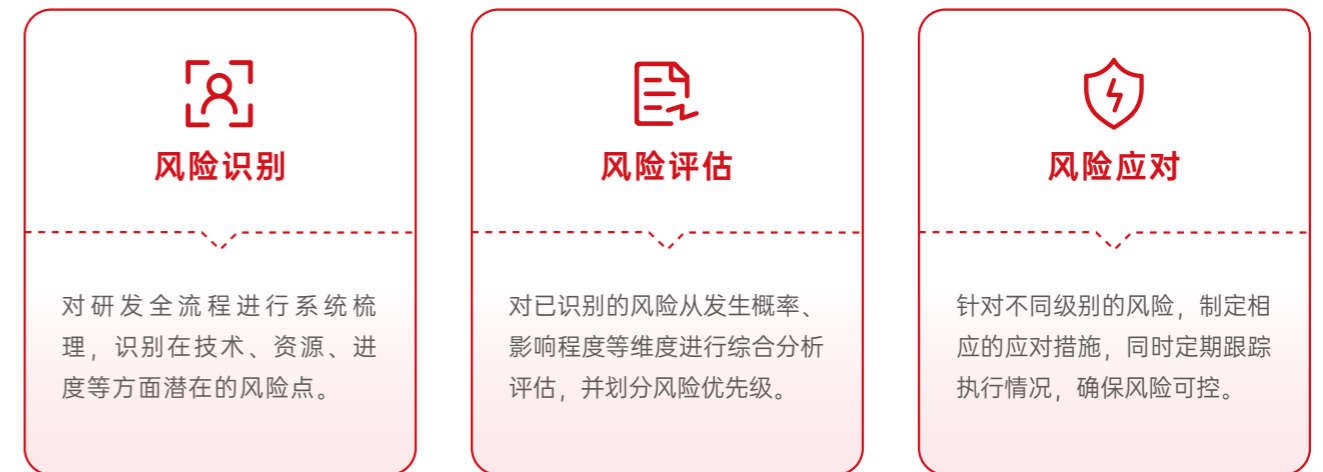 风险识别
对研发全流程进行系统梳
理，识别在技术、资源、进
度等方面潜在的风险点。
风险评估
对已识别的风险从发生概率、
影响程度等维度进行综合分析
评估，并划分风险优先级。
风险应对
针对不同级别的风险，制定相
应的应对措施，同时定期跟踪
执行情况，确保风险可控。